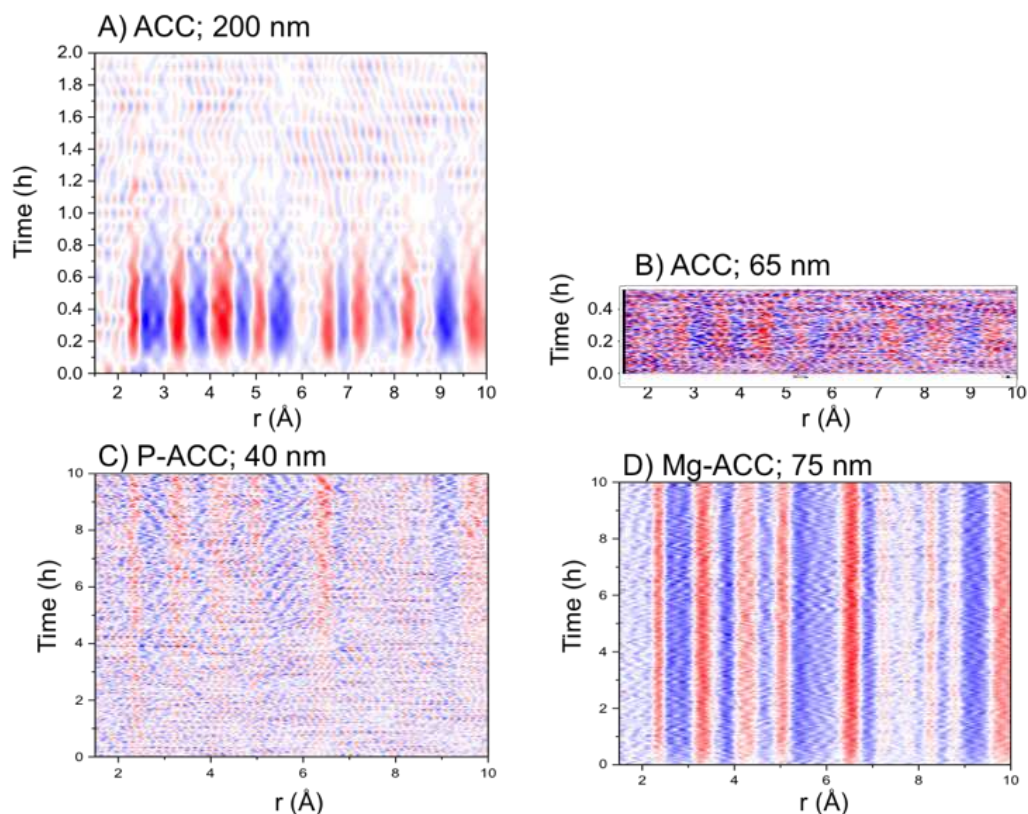 A) ACC; 200 nm
2.0
1.8
1.6
1.4
1.2
1.0
0.8
0.6
0.4
0.2
0.0
Time (h)
2 3 4 5 6 7 8 9 10
r (Å)
B) ACC; 65 nm
0.4
0.2
0.0
Time (h)
2 3 4 5 6 7 8 9 10
r (Å)
C) P-ACC; 40 nm
10
8
6
4
2
0
Time (h)
2 4 6 8 10
r (Å)
D) Mg-ACC; 75 nm
10
8
6
4
2
0
Time (h)
2 4 6 8 10
r (Å)